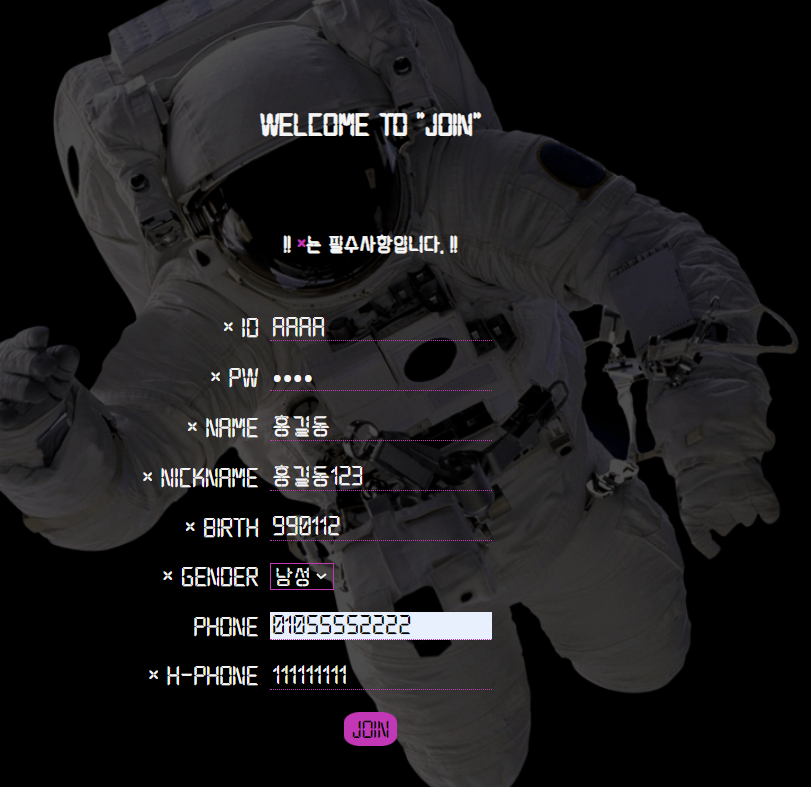 WELCOME TO "JOIN"
!! *는 필수사항입니다. !!
* ID AAAA
* PW ••••
* NAME 홍길동
* NICKNAME 홍길동123
* BIRTH 990112
* GENDER 남성
PHONE 01055552222
* H-PHONE 111111111
JOIN